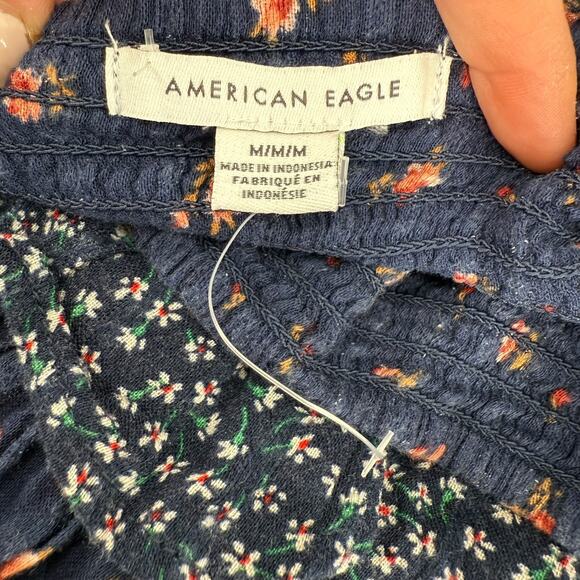 AMERICAN EAGLE
M/M/M
MADE IN INDONESIA
FABRIQUÉ EN
INDONÉSIE